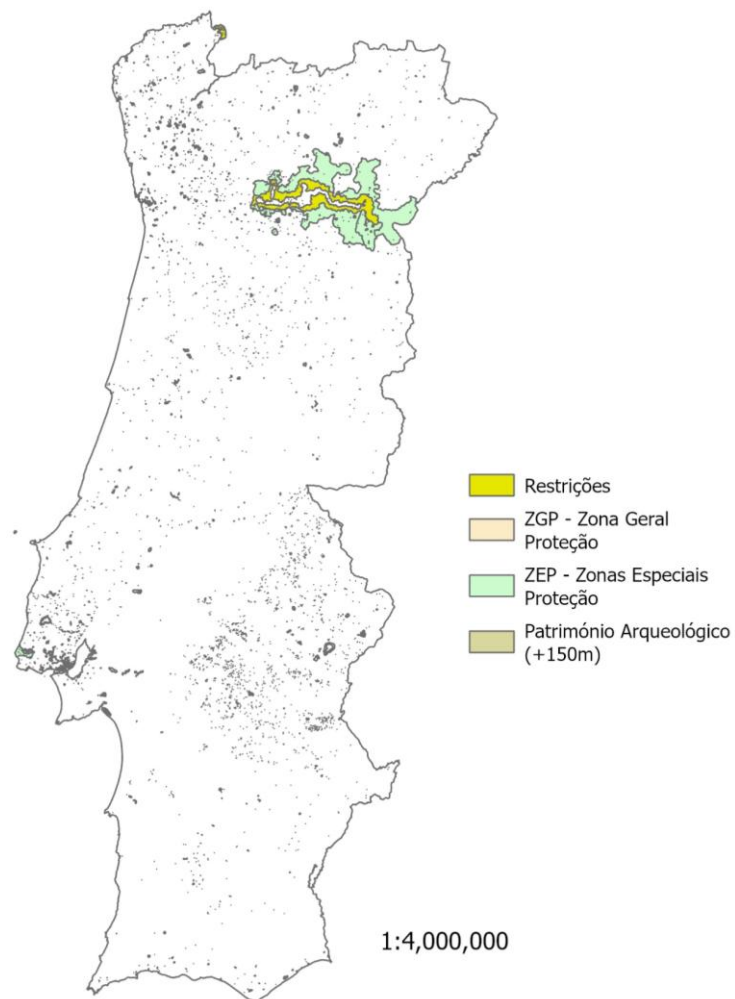 Restrições
ZGP - Zona Geral
Proteção
ZEP - Zonas Especiais
Proteção
Património Arqueológico
(+150m)
1:4,000,000